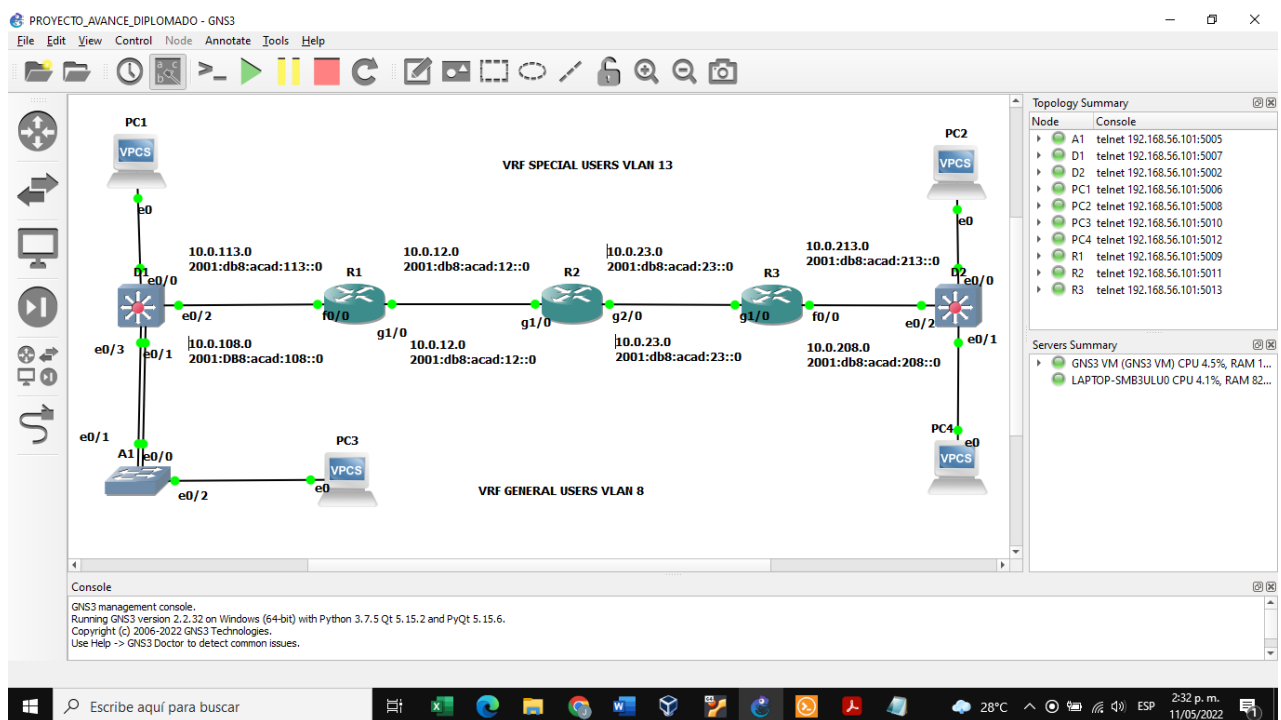 PROYECTO_AVANCE_DIPLOMADO - GNS3
File Edit View Control Node Annotate Tools Help
PC1
VPCS
e0
VRF SPECIAL USERS VLAN 13
PC2
VPCS
e0
10.0.113.0
2001:db8:acad:113::0
10.0.12.0
2001:db8:acad:12::0
10.0.23.0
2001:db8:acad:23::0
10.0.213.0
2001:db8:acad:213::0
D1
e0/0
R1
R2
R3
D2
e0/0
e0/2
f0/0
g1/0
g1/0
g2/0
g1/0
f0/0
e0/2
e0/1
e0/3
e0/1
10.0.108.0
2001:DB8:acad:108::0
10.0.12.0
2001:db8:acad:12::0
10.0.23.0
2001:db8:acad:23::0
10.0.208.0
2001:db8:acad:208::0
e0/1
A1
e0/0
e0/2
PC3
VPCS
e0
VRF GENERAL USERS VLAN 8
PC4
e0
VPCS
Topology Summary
Node Console
A1 telnet 192.168.56.101:5005
D1 telnet 192.168.56.101:5007
D2 telnet 192.168.56.101:5002
PC1 telnet 192.168.56.101:5006
PC2 telnet 192.168.56.101:5008
PC3 telnet 192.168.56.101:5010
PC4 telnet 192.168.56.101:5012
R1 telnet 192.168.56.101:5009
R2 telnet 192.168.56.101:5011
R3 telnet 192.168.56.101:5013
Servers Summary
GNS3 VM (GNS3 VM) CPU 4.5%, RAM 1...
LAPTOP-SMB3ULU0 CPU 4.1%, RAM 82...
Console
GNS3 management console.
Running GNS3 version 2.2.32 on Windows (64-bit) with Python 3.7.5 Qt 5.15.2 and PyQt 5.15.6.
Copyright (c) 2006-2022 GNS3 Technologies.
Use Help -> GNS3 Doctor to detect common issues.
Escribe aquí para buscar
28°C
ESP
2:32 p. m.
11/05/2022